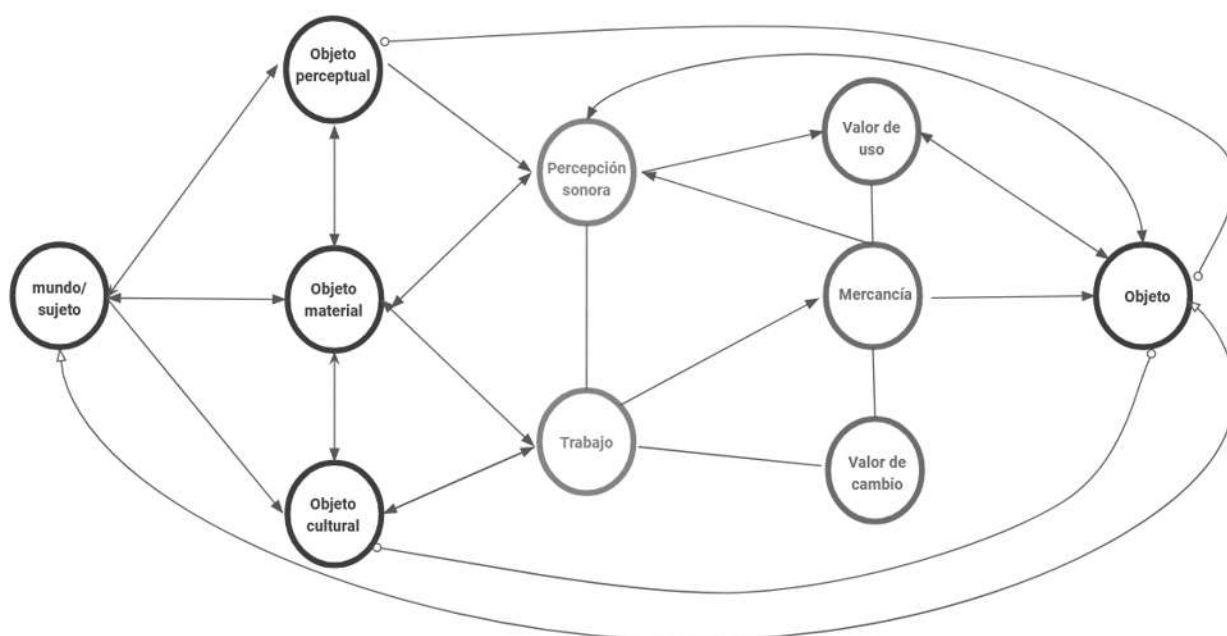 Objeto
perceptual
Percepción
sonora
Valor de
uso
mundo/
sujeto
Objeto
material
Mercancía
Objeto
Trabajo
Valor de
cambio
Objeto
cultural